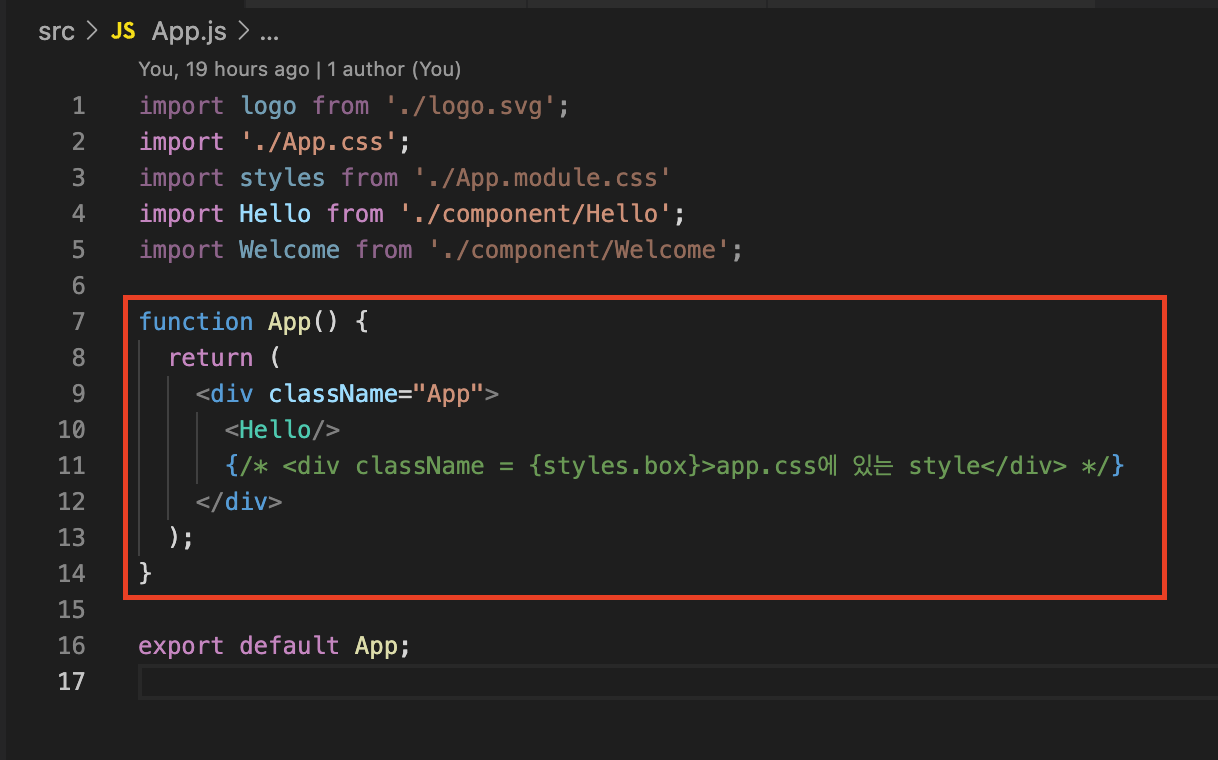 src > JS App.js > ...
You, 19 hours ago | 1 author (You)
1 import logo from './logo.svg';
2 import './App.css';
3 import styles from './App.module.css'
4 import Hello from './component/Hello';
5 import Welcome from './component/Welcome';
6
7 function App() {
8   return (
9     <div className="App">
10       <Hello/>
11       {/* <div className = {styles.box}>app.css에 있는 style</div> */}
12     </div>
13   );
14 }
15
16 export default App;
17